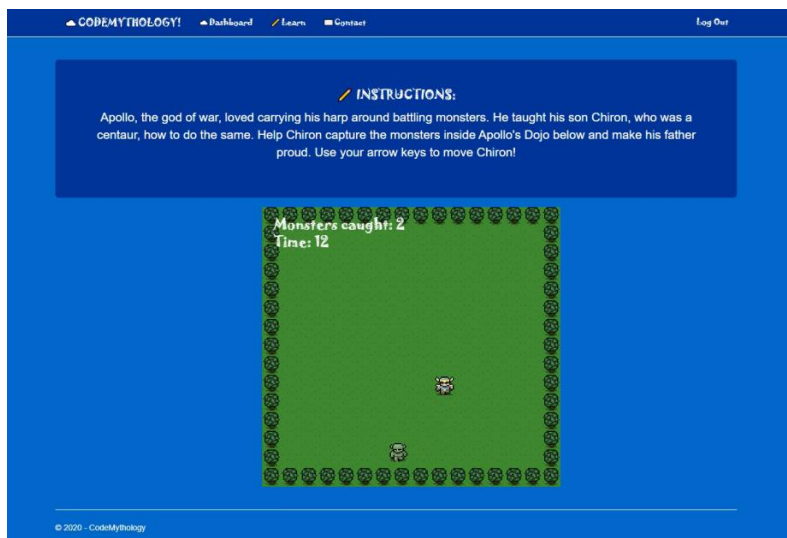 CODEMYTHOLOGY! Dashboard Learn Contact Log Out
INSTRUCTIONS:
Apollo, the god of war, loved carrying his harp around battling monsters. He taught his son Chiron, who was a
centaur, how to do the same. Help Chiron capture the monsters inside Apollo's Dojo below and make his father
proud. Use your arrow keys to move Chiron!
Monsters caught: 2
Time: 12
© 2020 - CodeMythology